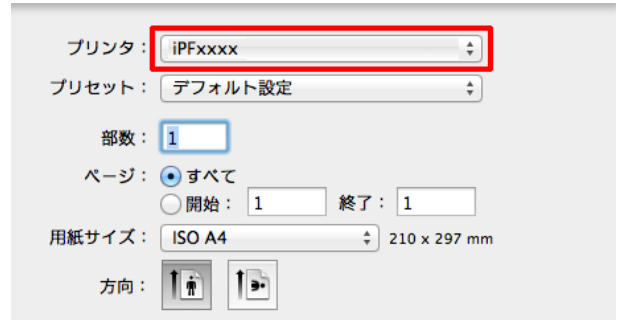 プリンタ： iPFxxxx
プリセット： デフォルト設定
部数： 1
ページ： すべて
開始： 1 終了： 1
用紙サイズ： ISO A4 210 x 297 mm
方向：